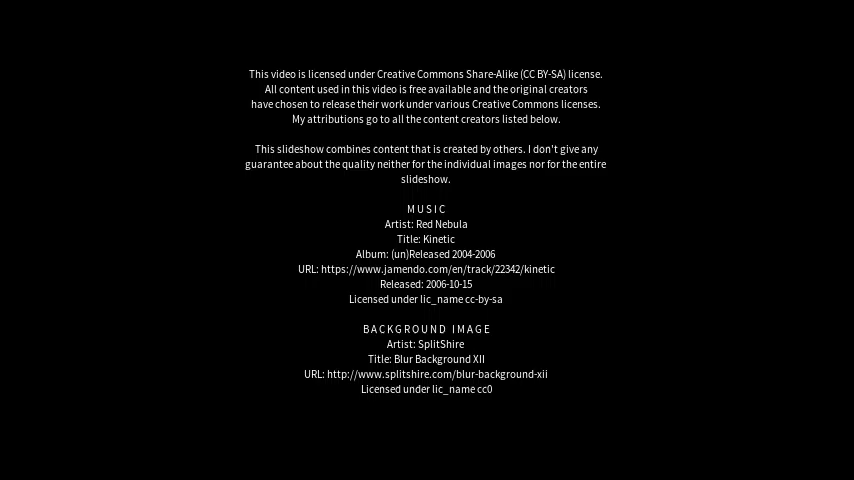 This video is licensed under Creative Commons Share-Alike (CC BY-SA) license.
All content used in this video is free available and the original creators
have chosen to release their work under various Creative Commons licenses.
My attributions go to all the content creators listed below.
This slideshow combines content that is created by others. I don't give any
guarantee about the quality neither for the individual images nor for the entire
slideshow.
MUSIC
Artist: Red Nebula
Title: Kinetic
Album: (un)Released 2004-2006
URL: https://www.jamendo.com/en/track/22342/kinetic
Released: 2006-10-15
Licensed under lic_name cc-by-sa
BACKGROUND IMAGE
Artist: SplitShire
Title: Blur Background XII
URL: http://www.splitshire.com/blur-background-xii
Licensed under lic_name cc0